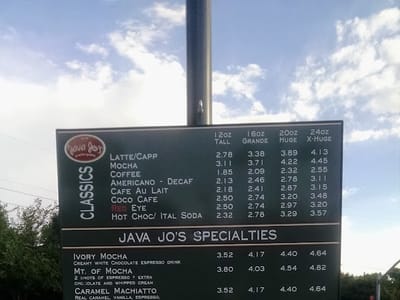 12oz 16oz 20oz 24oz
TALL GRANDE HUGE X-HUGE
Java Jo's
CLASSICS
LATTE/CAPP 2.78 3.38 3.89 4.13
MOCHA 3.11 3.71 4.22 4.45
COFFEE 1.85 2.09 2.32 2.55
AMERICANO - DECAF 2.13 2.46 2.78 3.11
CAFE AU LAIT 2.18 2.41 2.87 3.15
COCO CAFE 2.50 2.74 3.20 3.48
RED EYE 2.50 2.74 2.97 3.20
HOT CHOC/ ITAL SODA 2.32 2.78 3.29 3.57
JAVA JO'S SPECIALTIES
IVORY MOCHA 3.52 4.17 4.40 4.64
CREAMY WHITE CHOCOLATE ESPRESSO DRINK
MT. OF MOCHA 3.80 4.03 4.54 4.82
2 SHOTS OF ESPRESSO + EXTRA
CHOCOLATE AND WHIPPED CREAM
CARAMEL MACHIATTO 3.52 4.17 4.40 4.64
REAL CARAMEL, VANILLA, ESPRESSO,